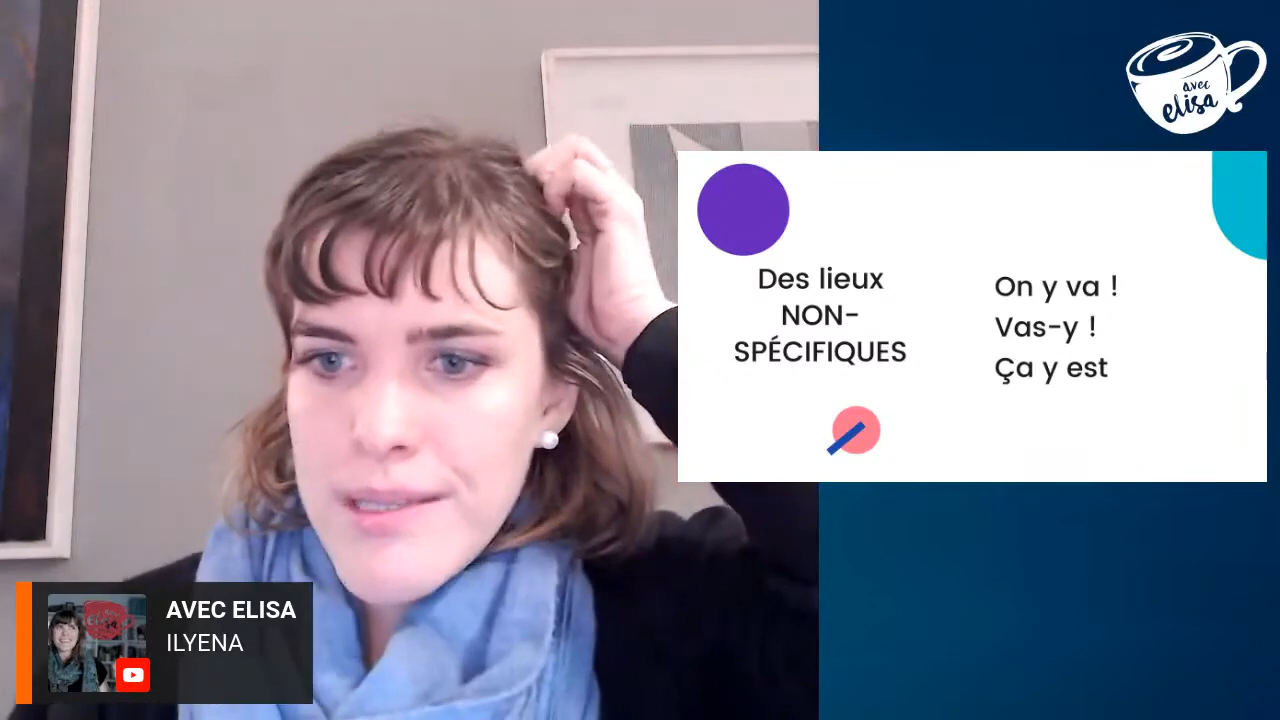 avec
elisa
Des lieux
NON-
SPÉCIFIQUES
On y va !
Vas-y !
Ça y est
AVEC ELISA
ILYENA